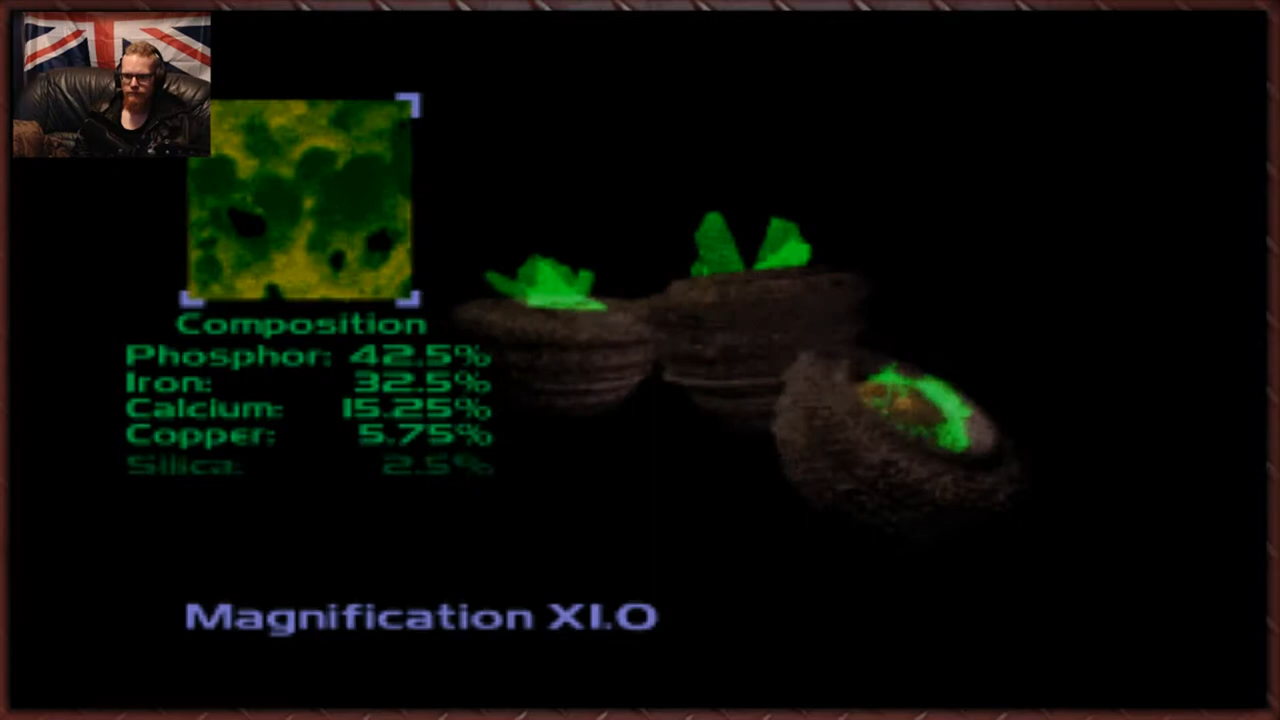 Composition
Phosphor: 42.5%
Iron: 32.5%
Calcium: 15.25%
Copper: 5.75%
Silica: 2.5%
Magnification X1.0